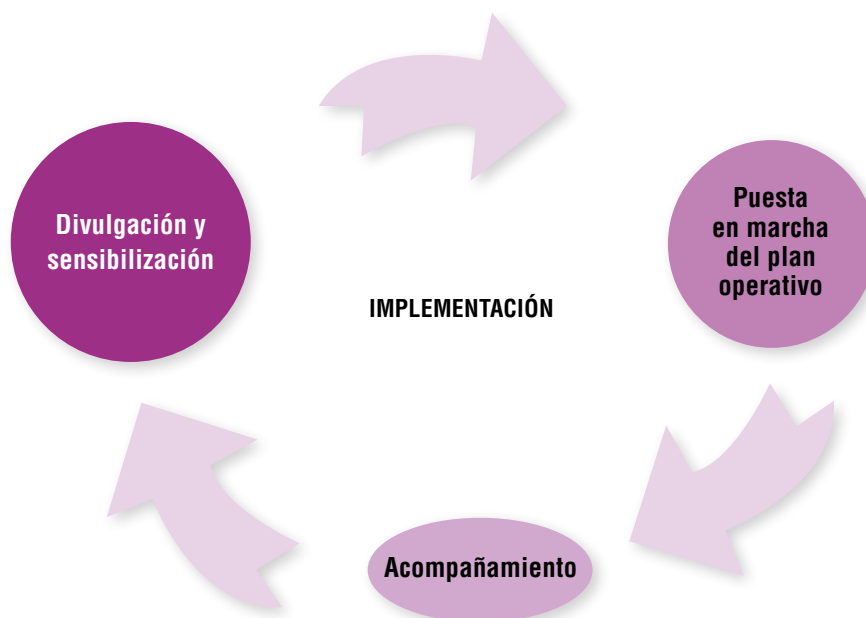 Divulgación y
sensibilización
Puesta
en marcha
del plan
operativo
IMPLEMENTACIÓN
Acompañamiento